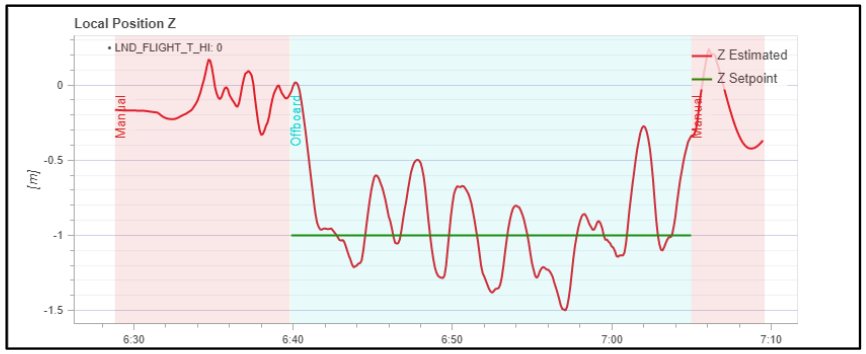 Local Position Z
• LND_FLIGHT_T_HI: 0
Z Estimated
Z Setpoint
Manual
Offboard
Manual
[m]
0
-0.5
-1
-1.5
6:30
6:40
6:50
7:00
7:10